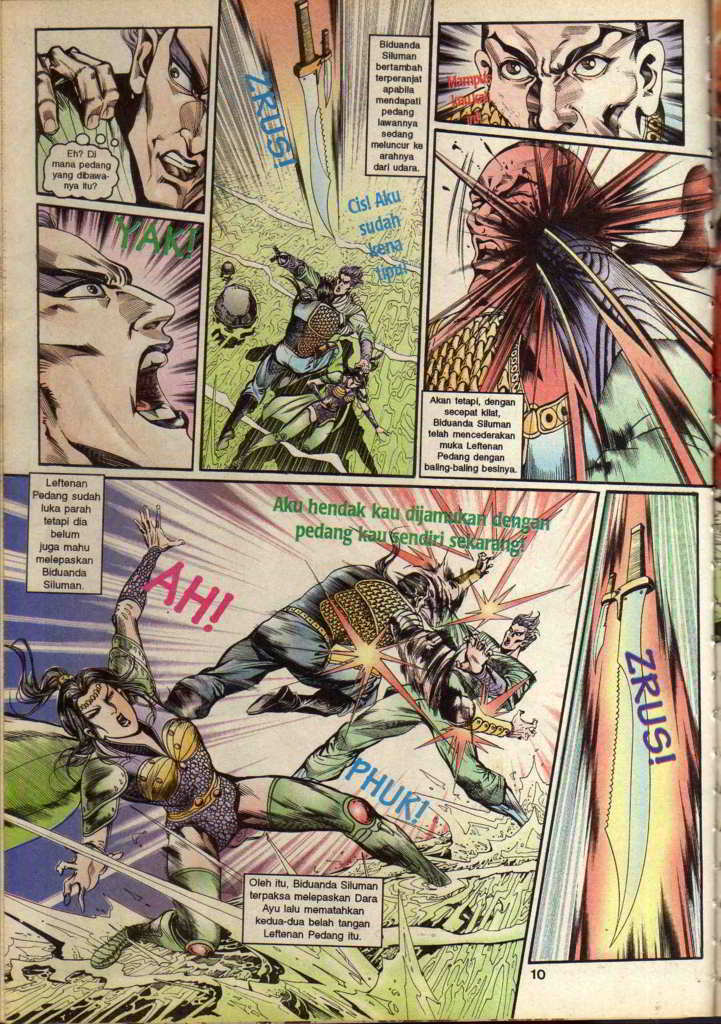 Eh? Di
mana pedang
yang dibawa-
nya itu?
YAK!
ZRUS!
Biduanda
Siluman
bertambah
terperanjat
apabila
mendapati
pedang
lawannya
sedang
meluncur ke
arahnya
dari udara.
Cis! Aku
sudah
kena
tipu!
Mampus
kau kali
ini!
Akan tetapi, dengan
secepat kilat,
Biduanda Siluman
telah mencederakan
muka Leftenan
Pedang dengan
baling-baling besinya.
Leftenan
Pedang sudah
luka parah
tetapi dia
belum
juga mahu
melepaskan
Biduanda
Siluman.
Aku hendak kau dijamukan dengan
pedang kau sendiri sekarang!
AH!
PHUK!
Oleh itu, Biduanda Siluman
terpaksa melepaskan Dara
Ayu lalu mematahkan
kedua-dua belah tangan
Leftenan Pedang itu.
ZRUS!
10